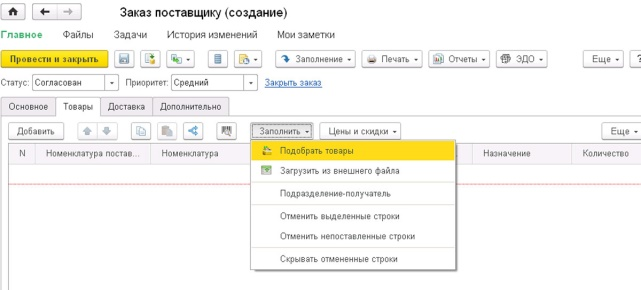 Заказ поставщику (создание)
Главное Файлы Задачи История изменений Мои заметки
Провести и закрыть Заполнение Печать Отчеты ЭДО Еще ?
Статус: Согласован Приоритет: Средний Закрыть заказ
Основное Товары Доставка Дополнительно
Добавить Заполнить Цены и скидки Еще
N Номенклатура постав... Номенклатура Назначение Количество
Подобрать товары
Загрузить из внешнего файла
Подразделение-получатель
Отменить выделенные строки
Отменить непоставленные строки
Скрывать отмененные строки